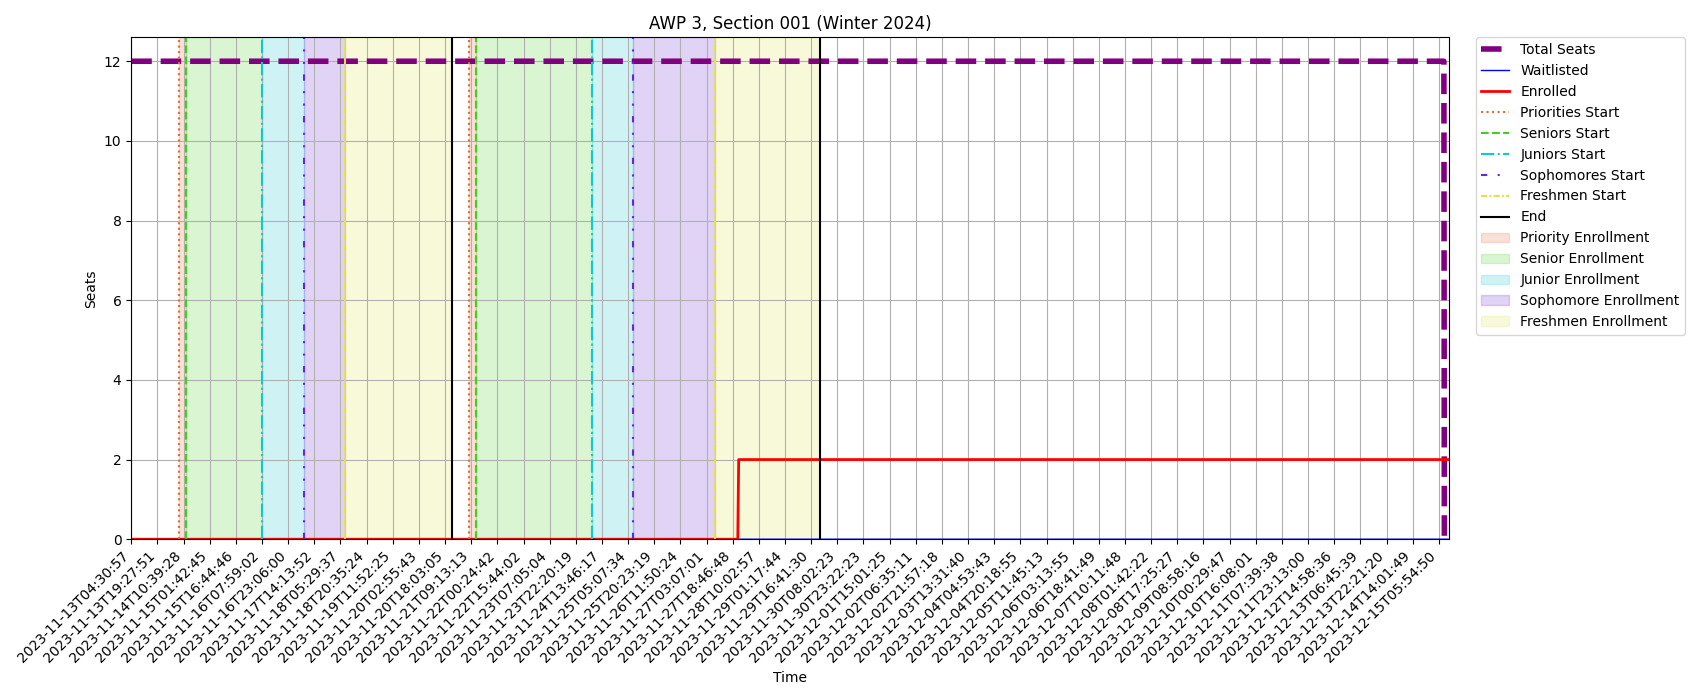 AWP 3, Section 001 (Winter 2024)
12
10
8
6
4
2
0
Seats
2023-11-13T04:30:57
2023-11-13T19:27:51
2023-11-14T10:39:28
2023-11-15T01:42:45
2023-11-15T16:44:46
2023-11-16T07:59:02
2023-11-16T23:06:00
2023-11-17T14:13:52
2023-11-18T05:29:37
2023-11-18T20:35:24
2023-11-19T11:52:25
2023-11-20T02:55:43
2023-11-20T18:03:05
2023-11-21T09:13:13
2023-11-22T00:24:42
2023-11-22T15:44:02
2023-11-23T07:05:04
2023-11-23T22:20:19
2023-11-24T13:46:17
2023-11-25T05:07:34
2023-11-25T20:23:19
2023-11-26T11:50:24
2023-11-27T03:07:01
2023-11-27T18:46:48
2023-11-28T10:02:57
2023-11-29T01:17:44
2023-11-29T16:41:30
2023-11-30T08:02:23
2023-11-30T23:22:23
2023-12-01T15:01:25
2023-12-02T06:35:11
2023-12-02T21:57:18
2023-12-03T13:31:40
2023-12-04T04:53:43
2023-12-04T20:18:55
2023-12-05T11:45:13
2023-12-06T03:13:55
2023-12-06T18:41:49
2023-12-07T10:11:48
2023-12-08T01:42:22
2023-12-08T17:25:27
2023-12-09T08:58:16
2023-12-10T00:29:47
2023-12-10T16:08:01
2023-12-11T07:39:38
2023-12-11T23:13:00
2023-12-12T14:58:36
2023-12-13T06:45:39
2023-12-13T22:21:20
2023-12-14T14:01:49
2023-12-15T05:54:50
Time
Total Seats
Waitlisted
Enrolled
Priorities Start
Seniors Start
Juniors Start
Sophomores Start
Freshmen Start
End
Priority Enrollment
Senior Enrollment
Junior Enrollment
Sophomore Enrollment
Freshmen Enrollment